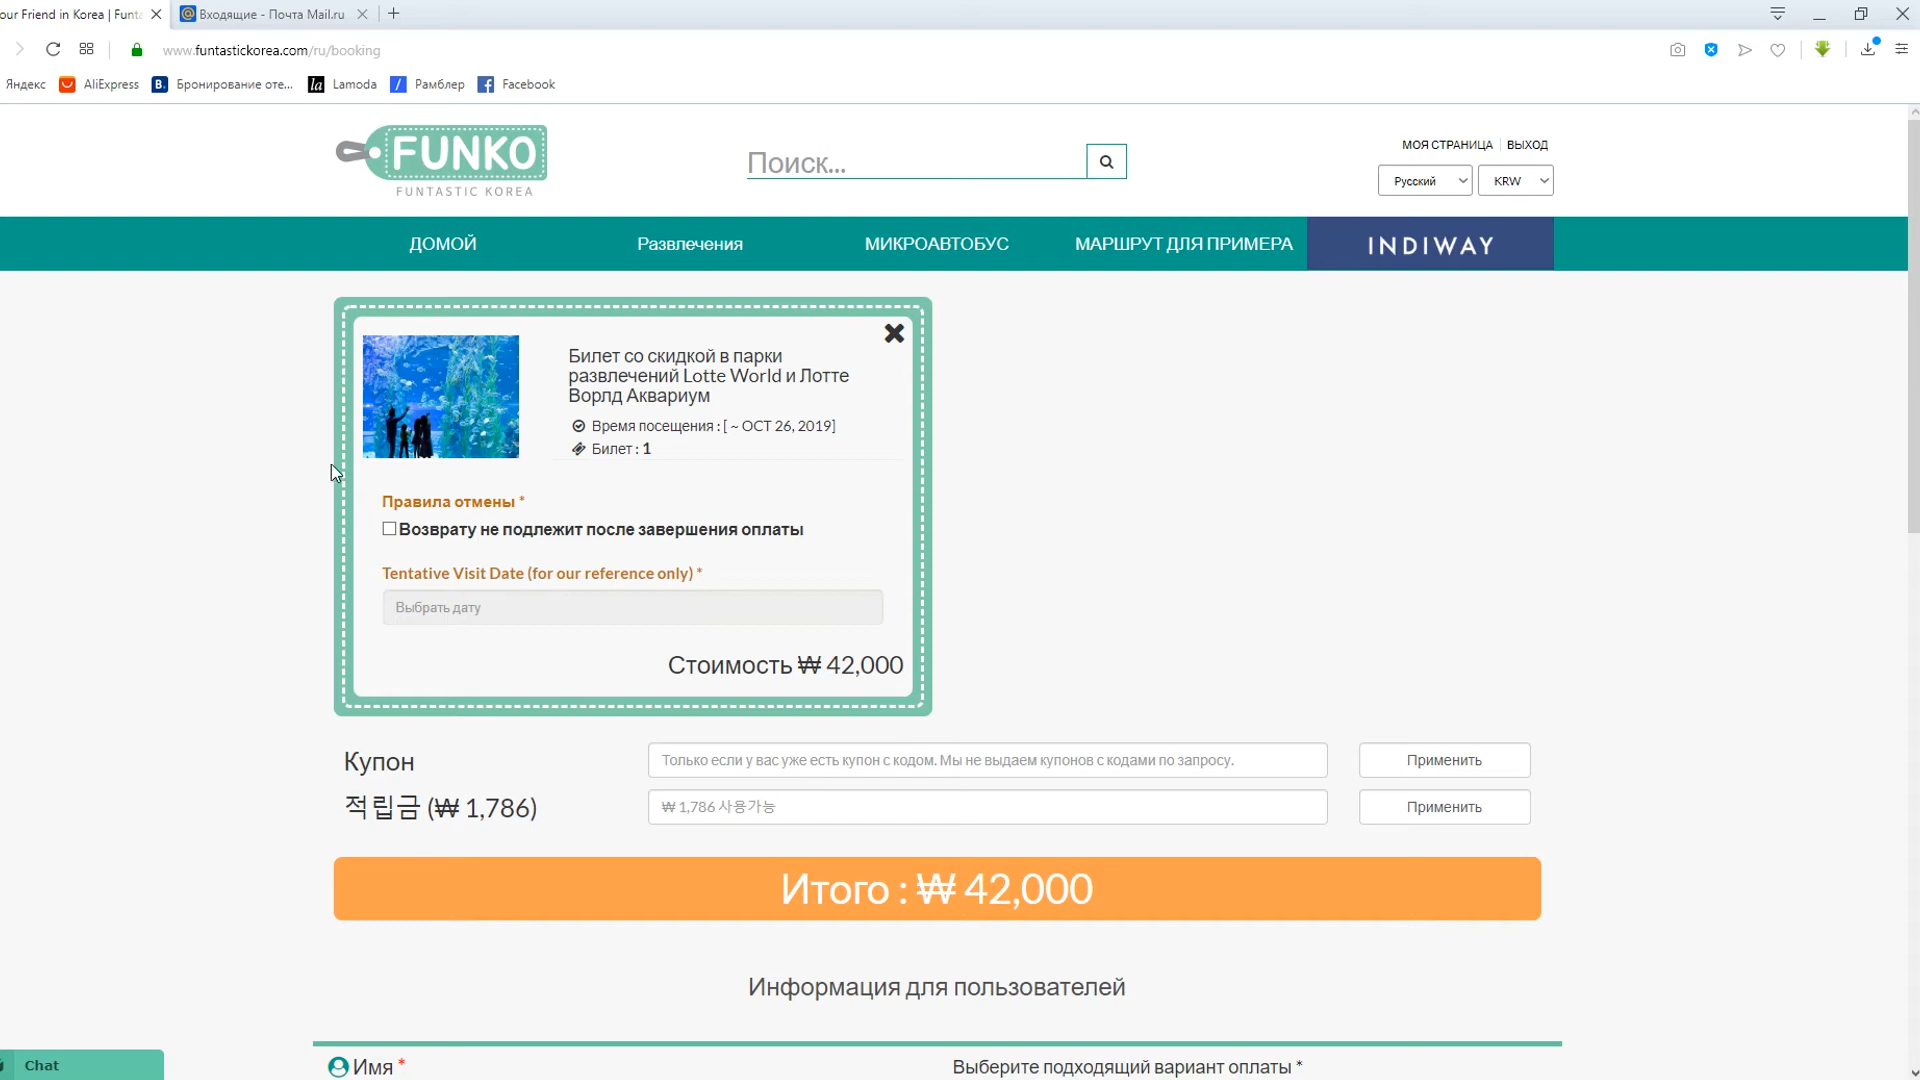 our Friend in Korea | Funta
Входящие - Почта Mail.ru
www.funtastickorea.com/ru/booking
Яндекс
AliExpress
B.
Бронирование оте...
la
Lamoda
Рамблер
Facebook
FUNKO
FUNTASTIC KOREA
Поиск...
МОЯ СТРАНИЦА
ВЫХОД
Русский
KRW
ДОМОЙ
Развлечения
МИКРОАВТОБУС
МАРШРУТ ДЛЯ ПРИМЕРА
INDIWAY
Билет со скидкой в парки
развлечений Lotte World и Лотте
Ворлд Аквариум
Время посещения : [ ~ OCT 26, 2019]
Билет : 1
Правила отмены *
Возврату не подлежит после завершения оплаты
Tentative Visit Date (for our reference only) *
Выбрать дату
Стоимость ₩ 42,000
Купон
Только если у вас уже есть купон с кодом. Мы не выдаем купонов с кодами по запросу.
Применить
적립금 (₩ 1,786)
₩ 1,786 사용가능
Применить
Итого : ₩ 42,000
Информация для пользователей
Имя *
Выберите подходящий вариант оплаты *
Chat